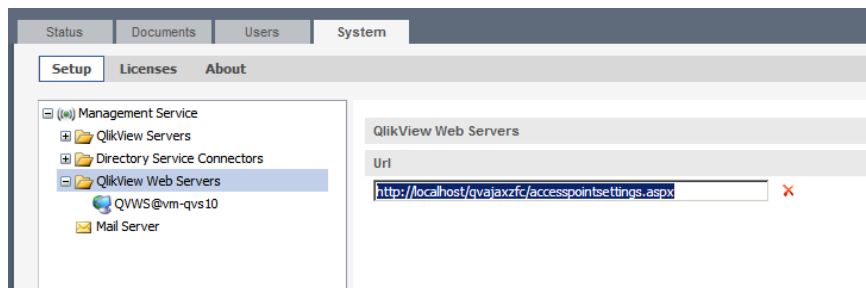 Status Documents Users System
Setup Licenses About
Management Service
QlikView Servers
Directory Service Connectors
QlikView Web Servers
QVWS@vm-qvs10
Mail Server
QlikView Web Servers
Url
http://localhost/qvajaxzfc/accesspointsettings.aspx